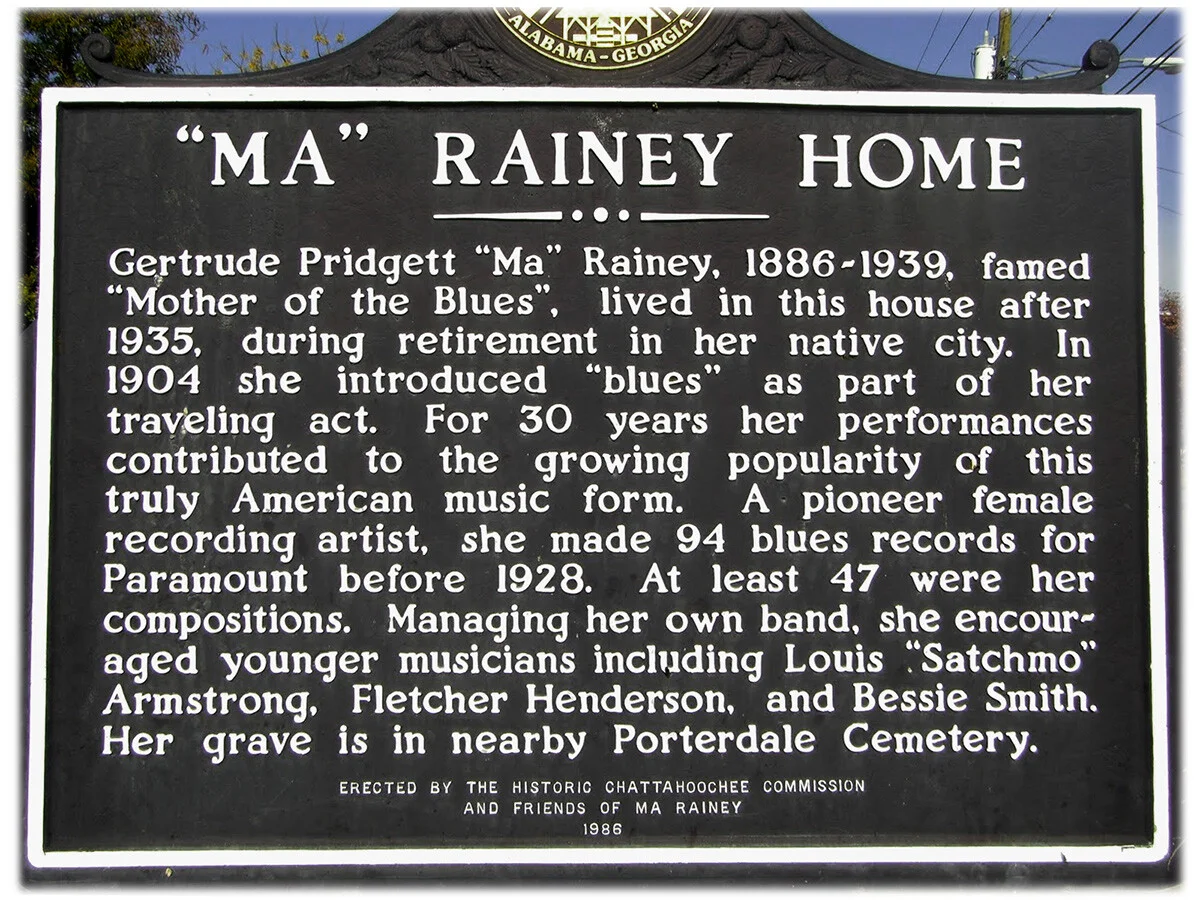 ALABAMA - GEORGIA
“MA” RAINEY HOME
Gertrude Pridgett “Ma” Rainey, 1886-1939, famed
“Mother of the Blues”, lived in this house after
1935, during retirement in her native city. In
1904 she introduced “blues” as part of her
traveling act. For 30 years her performances
contributed to the growing popularity of this
truly American music form. A pioneer female
recording artist, she made 94 blues records for
Paramount before 1928. At least 47 were her
compositions. Managing her own band, she encour-
aged younger musicians including Louis “Satchmo”
Armstrong, Fletcher Henderson, and Bessie Smith.
Her grave is in nearby Porterdale Cemetery.
ERECTED BY THE HISTORIC CHATTAHOOCHEE COMMISSION
AND FRIENDS OF MA RAINEY
1986